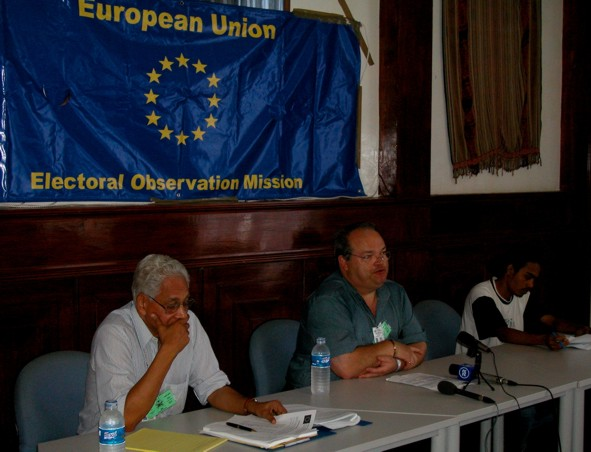 European Union
Electoral Observation Mission